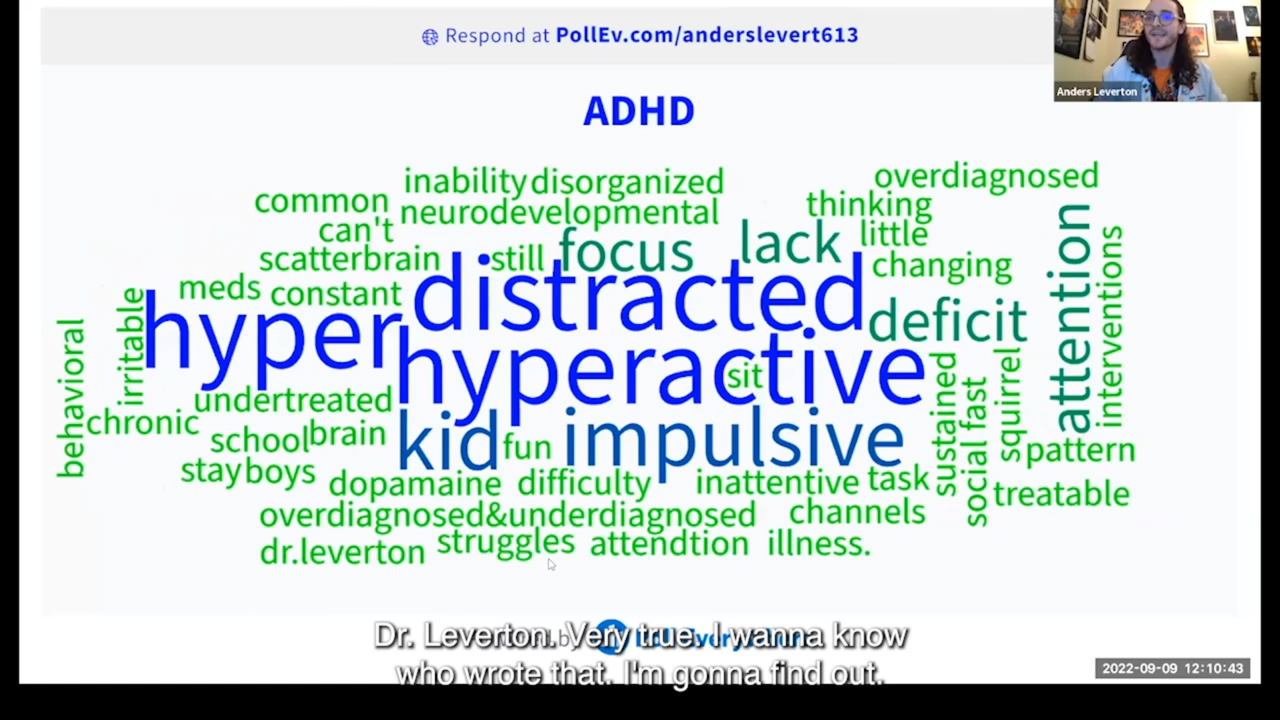 Respond at PollEv.com/anderslevert613
Anders Leverton
ADHD
inability disorganized
overdiagnosed
common
neurodevelopmental
thinking
can't
little
scatterbrain
still
focus
lack
changing
meds
constant
distracted
attention
interventions
irritable
hyper
deficit
hyperactive
sit
behavioral
undertreated
chronic
school
brain
kid
fun
impulsive
sustained
social
fast
squirrel
pattern
stay
boys
dopamaine
difficulty
inattentive
task
treatable
overdiagnosed&underdiagnosed
channels
dr.leverton
struggles
attendtion
illness.
Dr. Leverton. Very true. I wanna know
who wrote that. I'm gonna find out.
2022-09-09 12:10:43